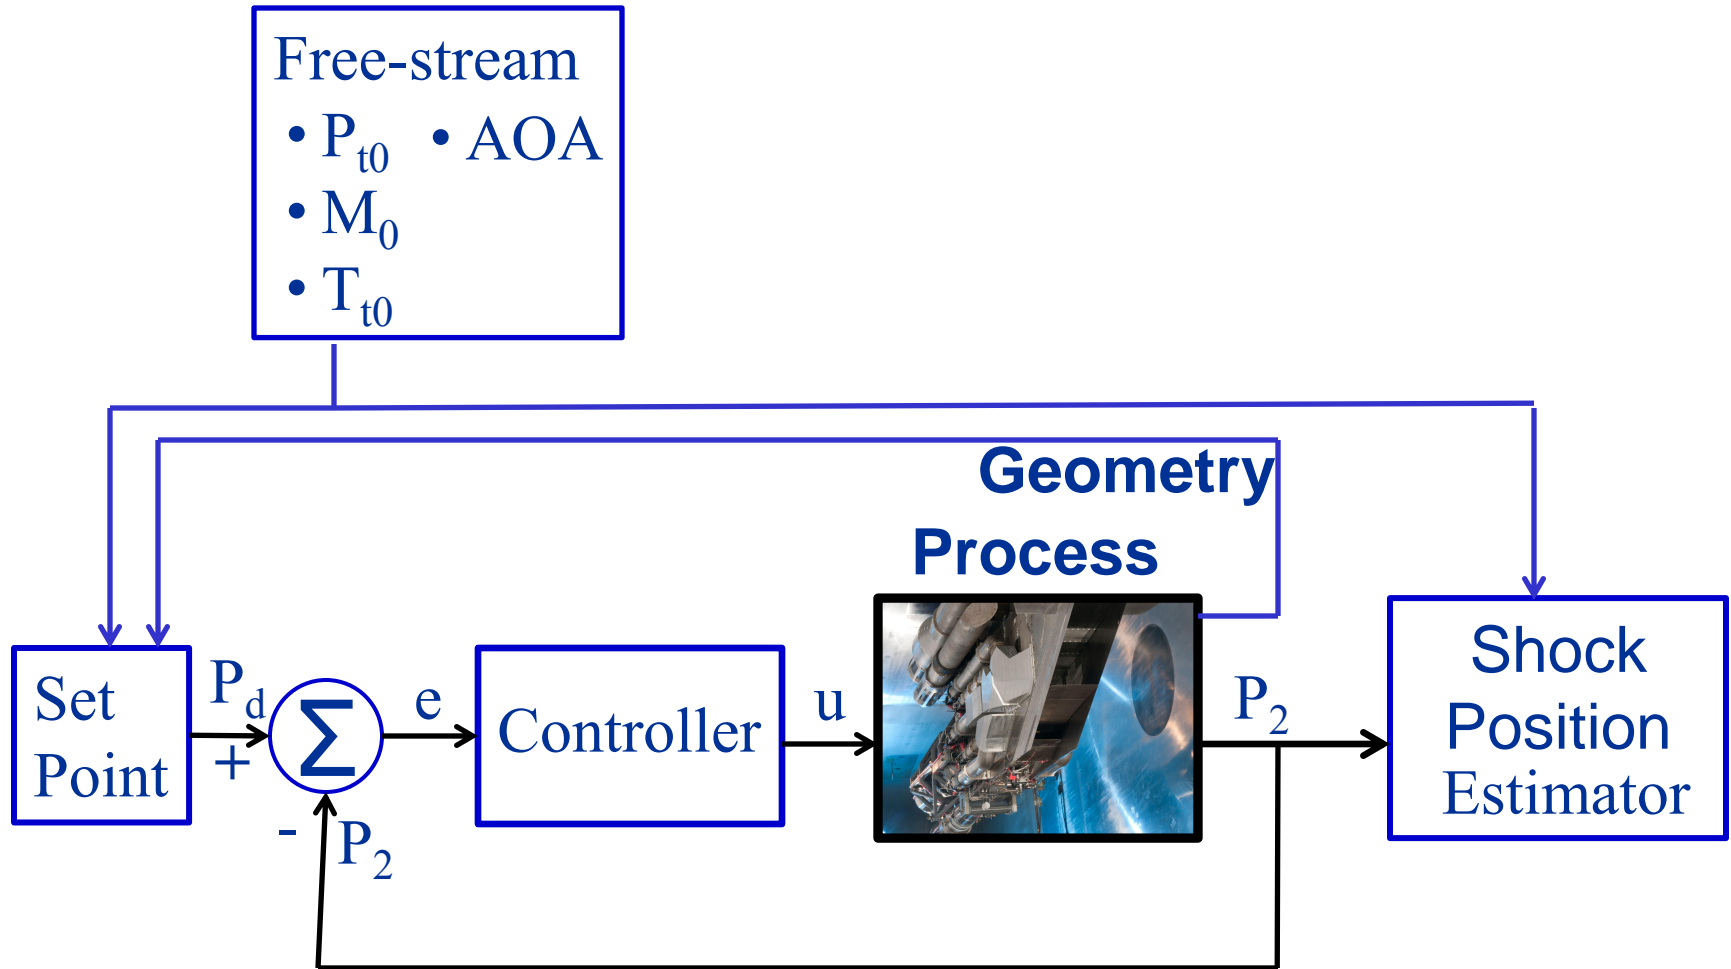 Free-stream
• Pt0 • AOA
• M0
• Tt0
Geometry
Process
Set
Point
Pd
+
Σ
-
P2
e
Controller
u
P2
Shock
Position
Estimator